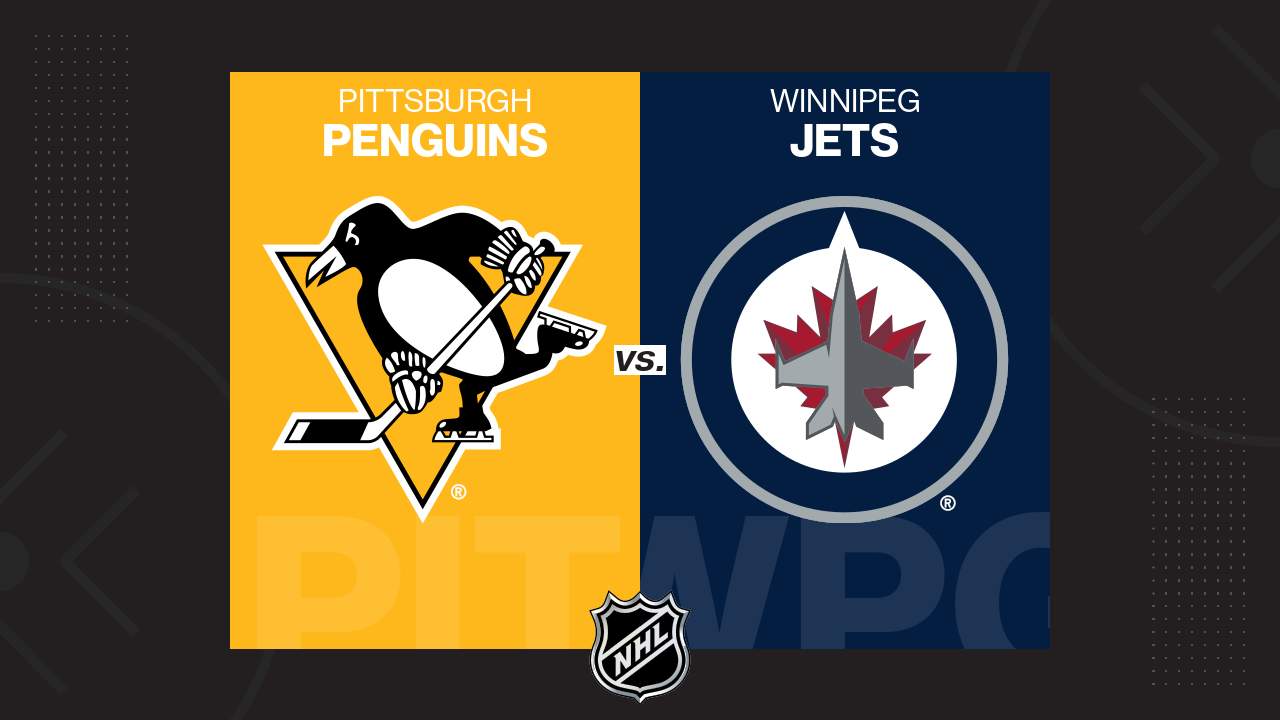 PITTSBURGH
PENGUINS
WINNIPEG
JETS
vs.
®
®
PIT
WPG
NHL